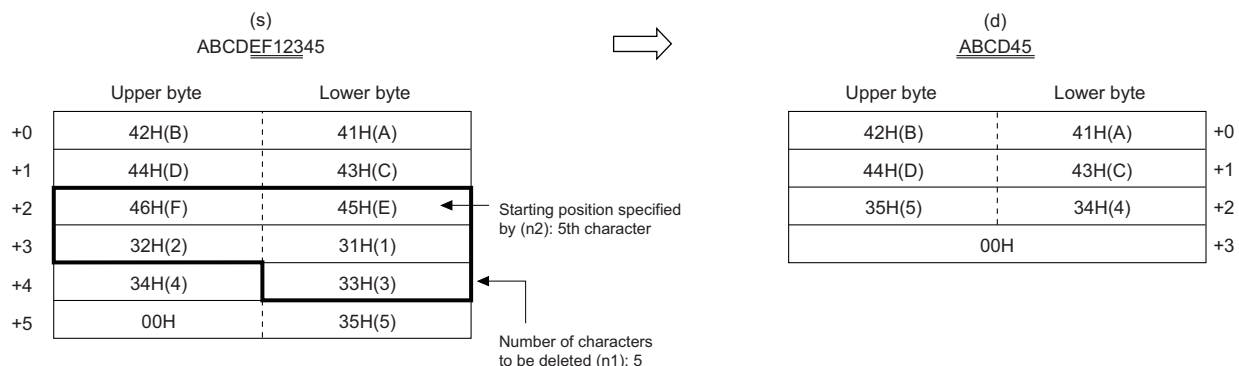 (s)
ABCDEF12345
Upper byte Lower byte
+0 42H(B) 41H(A)
+1 44H(D) 43H(C)
+2 46H(F) 45H(E)
+3 32H(2) 31H(1)
+4 34H(4) 33H(3)
+5 00H 35H(5)
Starting position specified
by (n2): 5th character
Number of characters
to be deleted (n1): 5
(d)
ABCD45
Upper byte Lower byte
42H(B) 41H(A) +0
44H(D) 43H(C) +1
35H(5) 34H(4) +2
00H +3